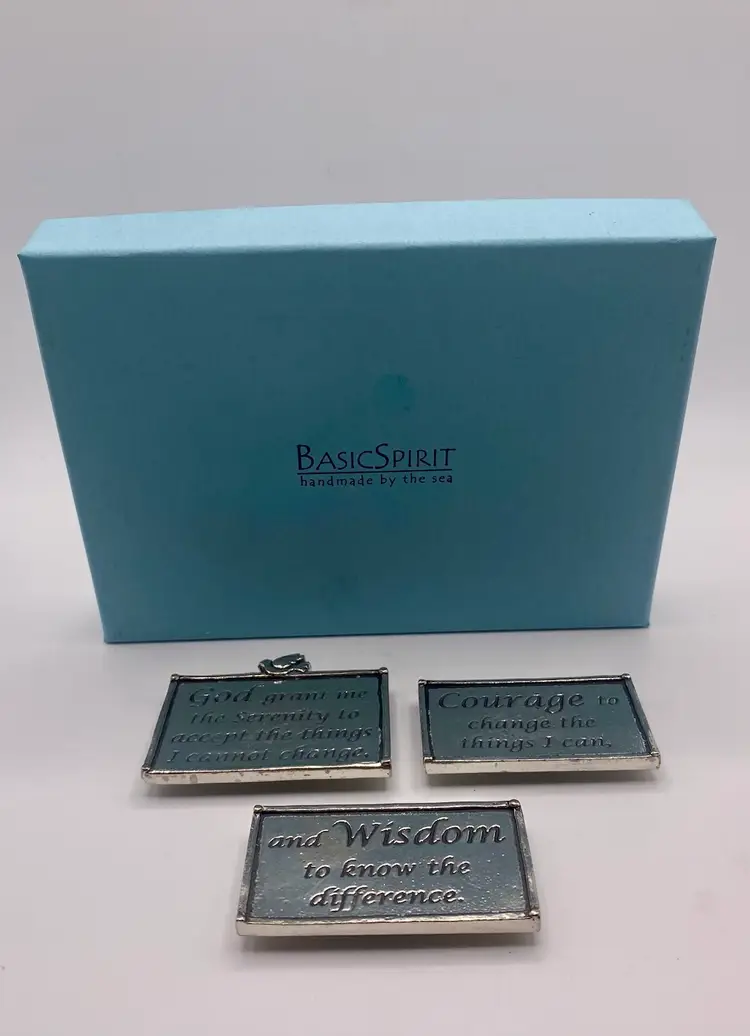 BASICSPIRIT
handmade by the sea
God grant me
the Serenity to
accept the things
I cannot change,
Courage to
change the
things I can,
and Wisdom
to know the
difference.